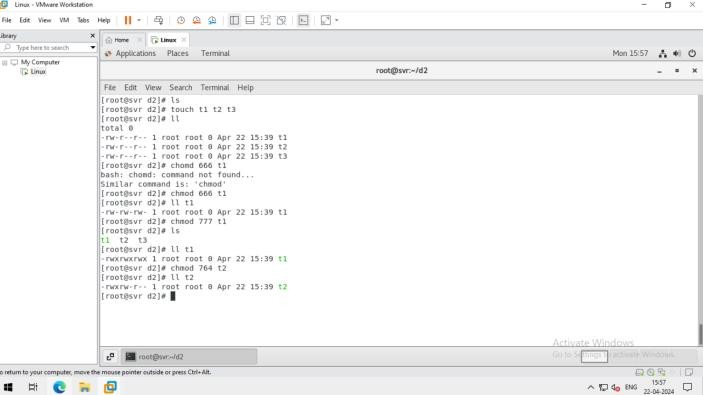 Linux - VMware Workstation
File Edit View VM Tabs Help
Library
Type here to search
My Computer
Linux
Home
Linux
Applications Places Terminal
Mon 15:57
root@svr:~/d2
File Edit View Search Terminal Help
[root@svr d2]# ls
[root@svr d2]# touch t1 t2 t3
[root@svr d2]# ll
total 0
-rw-r--r-- 1 root root 0 Apr 22 15:39 t1
-rw-r--r-- 1 root root 0 Apr 22 15:39 t2
-rw-r--r-- 1 root root 0 Apr 22 15:39 t3
[root@svr d2]# chomd 666 t1
bash: chomd: command not found...
Similar command is: 'chmod'
[root@svr d2]# chmod 666 t1
[root@svr d2]# ll t1
-rw-rw-rw- 1 root root 0 Apr 22 15:39 t1
[root@svr d2]# chmod 777 t1
[root@svr d2]# ls
t1 t2 t3
[root@svr d2]# ll t1
-rwxrwxrwx 1 root root 0 Apr 22 15:39 t1
[root@svr d2]# chmod 764 t2
[root@svr d2]# ll t2
-rwxrw-r-- 1 root root 0 Apr 22 15:39 t2
[root@svr d2]#
Activate Windows
Go to Settings to activate Windows.
root@svr:~/d2
o return to your computer, move the mouse pointer outside or press Ctrl+Alt.
ENG
15:57
22-04-2024